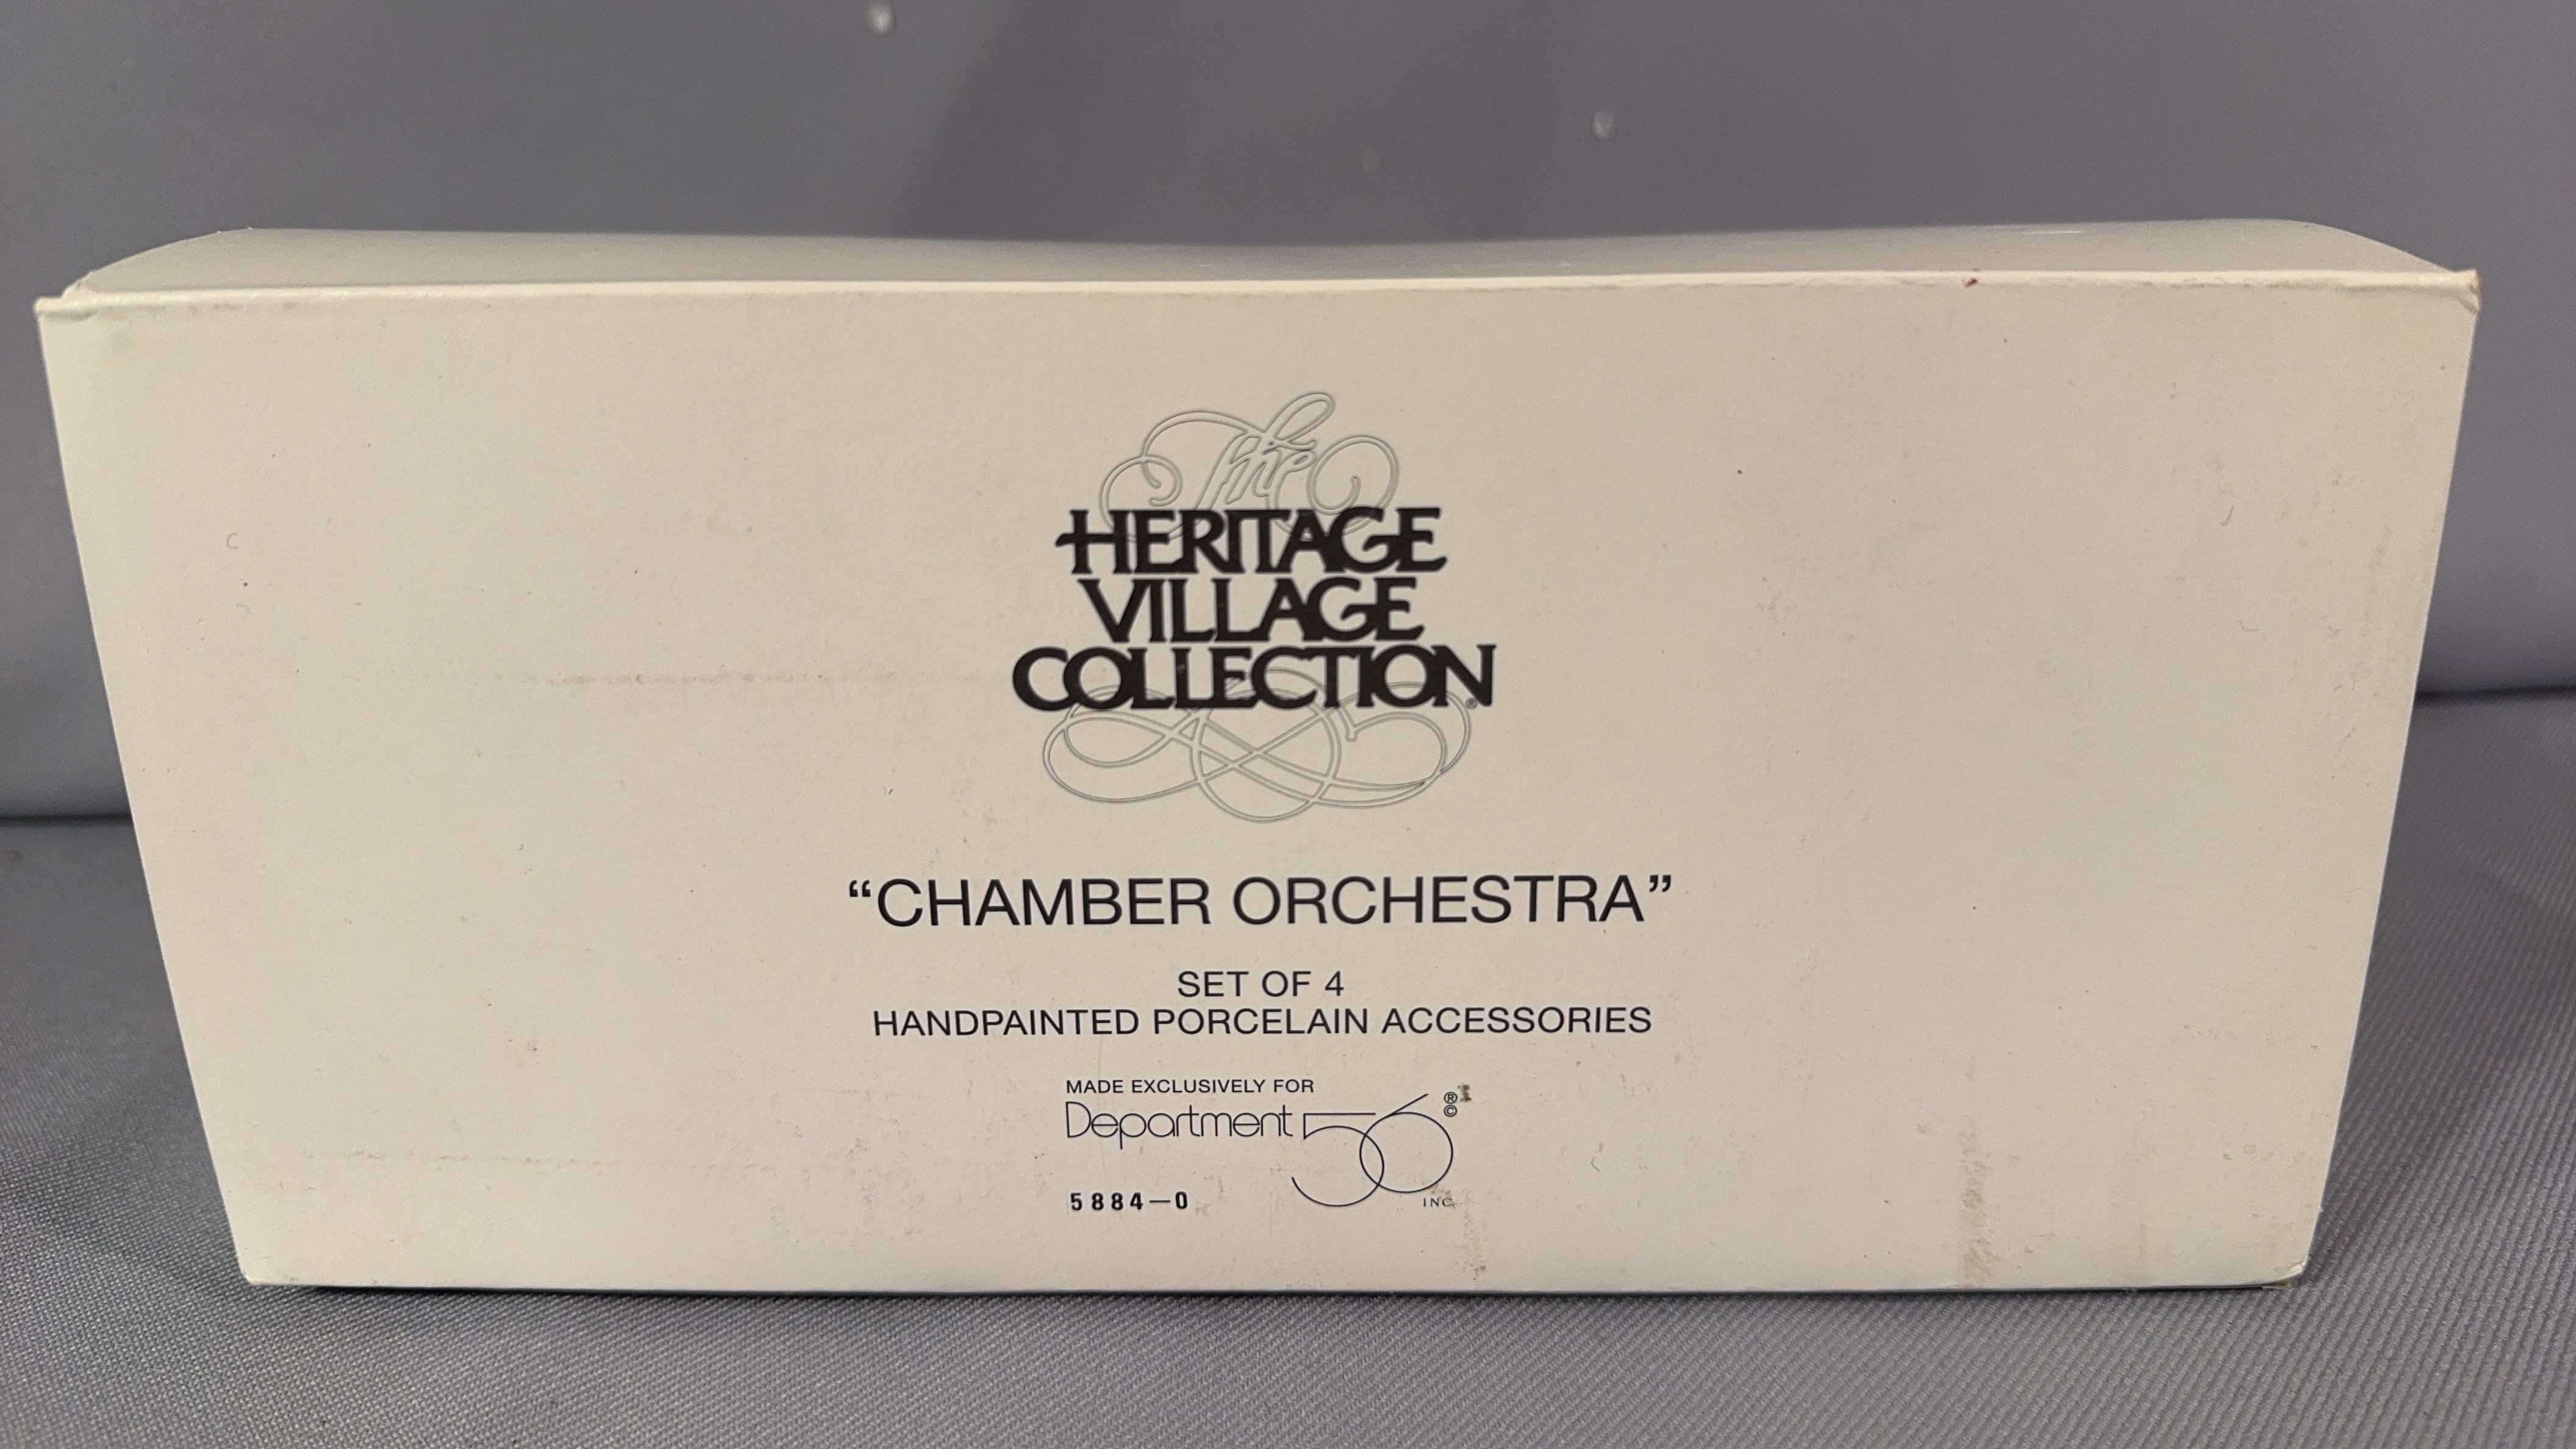 The
HERITAGE
VILLAGE
COLLECTION®
“CHAMBER ORCHESTRA”
SET OF 4
HANDPAINTED PORCELAIN ACCESSORIES
MADE EXCLUSIVELY FOR
Department 56 ® ©
INC.
5884—0